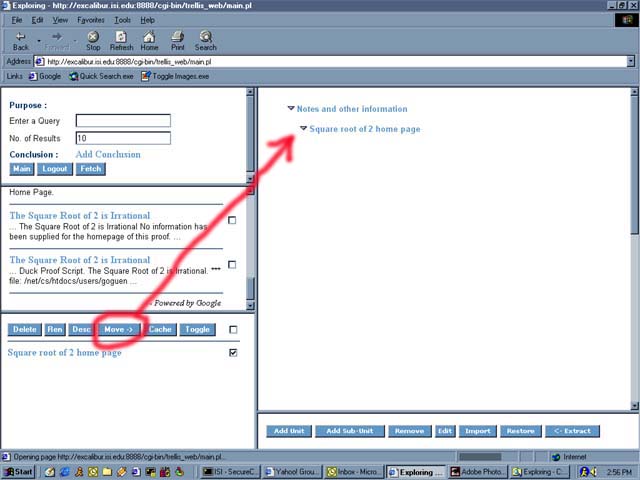 Exploring - http://excalibur.isi.edu:8888/cgi-bin/trellis_web/main.pl
File Edit View Favorites Tools Help
Back Forward Stop Refresh Home Print Search
Address http://excalibur.isi.edu:8888/cgi-bin/trellis_web/main.pl
Links Google Quick Search.exe Toggle Images.exe
Purpose :
Enter a Query
No. of Results 10
Conclusion : Add Conclusion
Main Logout Fetch
Home Page.
The Square Root of 2 is Irrational
... The Square Root of 2 is Irrational No information has
been supplied for the homepage of this proof. ...
The Square Root of 2 is Irrational
... Duck Proof Script. The Square Root of 2 is Irrational. ***
file: /net/cs/htdocs/users/goguen ...
- Powered by Google
Delete Ren Desc Move -> Cache Toggle
Square root of 2 home page
Notes and other information
Square root of 2 home page
Add Unit Add Sub-Unit Remove Edit Import Restore <- Extract
Opening page http://excalibur.isi.edu:8888/cgi-bin/trellis_web/main.pl...
Internet
Start ISI - SecureC... Yahoo! Grou... Inbox - Micro... Exploring ... Adobe Photo... Exploring - C... 2:56 PM